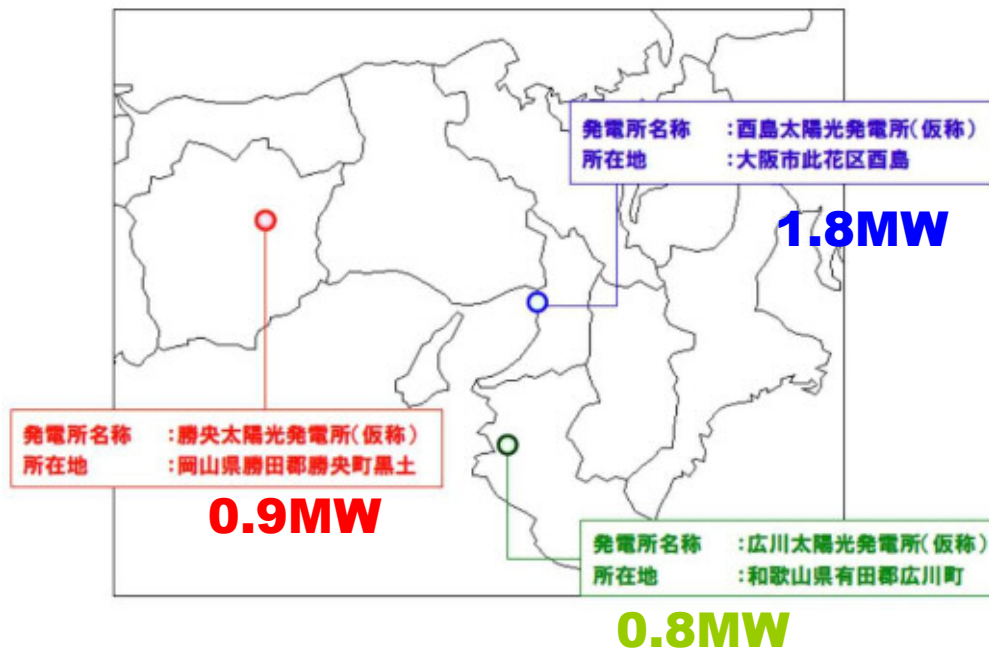 発電所名称 :酉島太陽光発電所(仮称)
所在地 :大阪市此花区酉島
1.8MW
発電所名称 :勝央太陽光発電所(仮称)
所在地 :岡山県勝田郡勝央町黒土
0.9MW
発電所名称 :広川太陽光発電所(仮称)
所在地 :和歌山県有田郡広川町
0.8MW